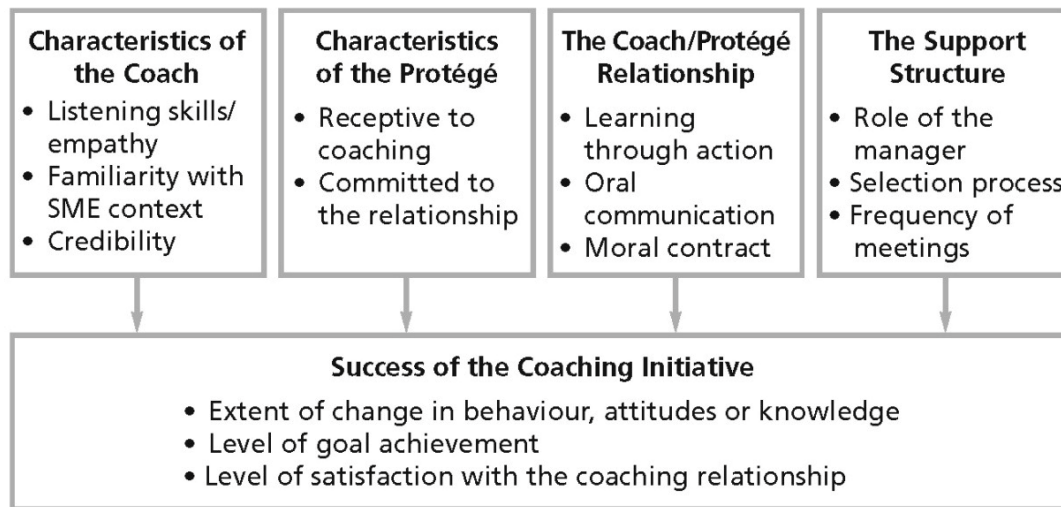 Characteristics of
the Coach
• Listening skills/
empathy
• Familiarity with
SME context
• Credibility
Characteristics
of the Protégé
• Receptive to
coaching
• Committed to
the relationship
The Coach/Protégé
Relationship
• Learning
through action
• Oral
communication
• Moral contract
The Support
Structure
• Role of the
manager
• Selection process
• Frequency of
meetings
Success of the Coaching Initiative
• Extent of change in behaviour, attitudes or knowledge
• Level of goal achievement
• Level of satisfaction with the coaching relationship